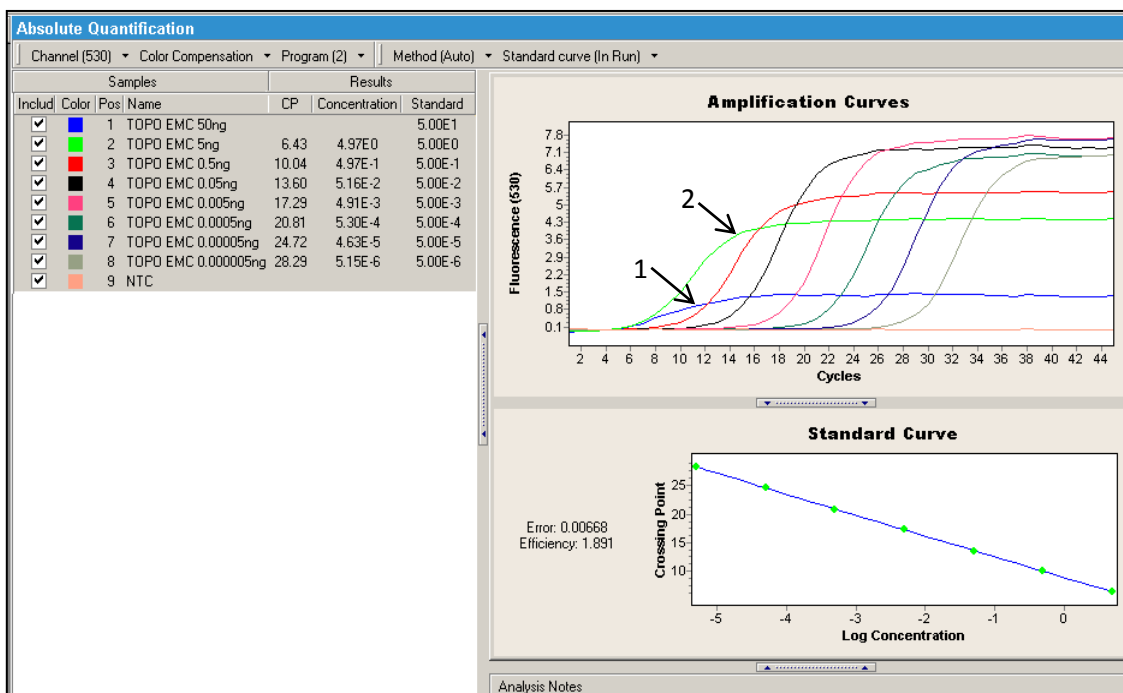 Absolute Quantification
Channel (530) Color Compensation Program (2) Method (Auto) Standard curve (In Run)
Samples Results
Includ Color Pos Name CP Concentration Standard
1 TOPO EMC 50ng 5.00E1
2 TOPO EMC 5ng 6.43 4.97E0 5.00E0
3 TOPO EMC 0.5ng 10.04 4.97E-1 5.00E-1
4 TOPO EMC 0.05ng 13.60 5.16E-2 5.00E-2
5 TOPO EMC 0.005ng 17.29 4.91E-3 5.00E-3
6 TOPO EMC 0.0005ng 20.81 5.30E-4 5.00E-4
7 TOPO EMC 0.00005ng 24.72 4.63E-5 5.00E-5
8 TOPO EMC 0.000005ng 28.29 5.15E-6 5.00E-6
9 NTC
Amplification Curves
Fluorescence (530)
7.8
7.1
6.4
5.7
5
4.3
3.6
2.9
2.2
1.5
0.8
0.1
2
1
2 4 6 8 10 12 14 16 18 20 22 24 26 28 30 32 34 36 38 40 42 44
Cycles
Standard Curve
Error: 0.00668
Efficiency: 1.891
Crossing Point
25
20
15
10
-5 -4 -3 -2 -1 0
Log Concentration
Analysis Notes